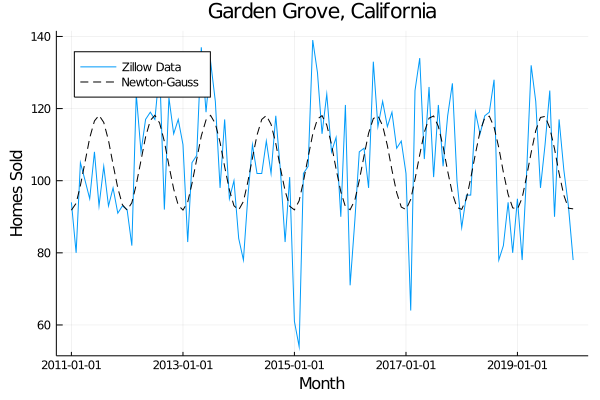 Garden Grove, California
140
120
100
80
60
Homes Sold
Zillow Data
Newton-Gauss
2011-01-01
2013-01-01
2015-01-01
2017-01-01
2019-01-01
Month